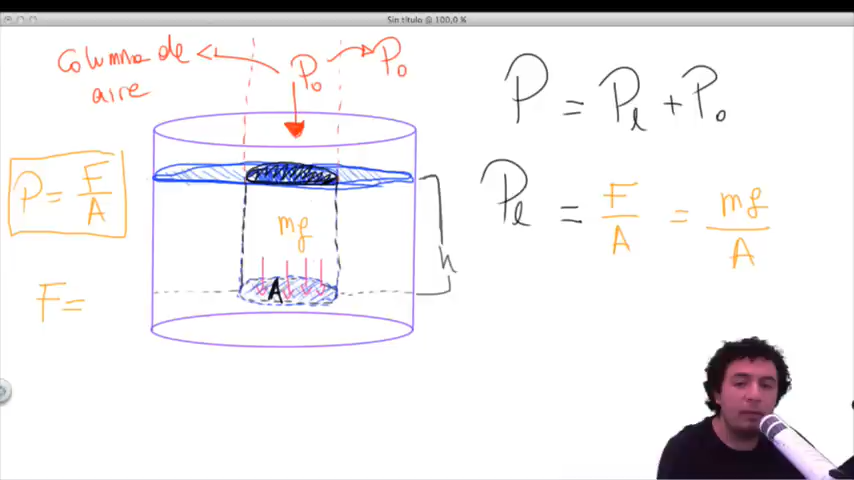 Sin título @ 100,0 %
Columna de
aire
P₀
P₀
P = Pₗ + P₀
P = F/A
Pₗ = F/A = mg/A
mg
h
A
F=